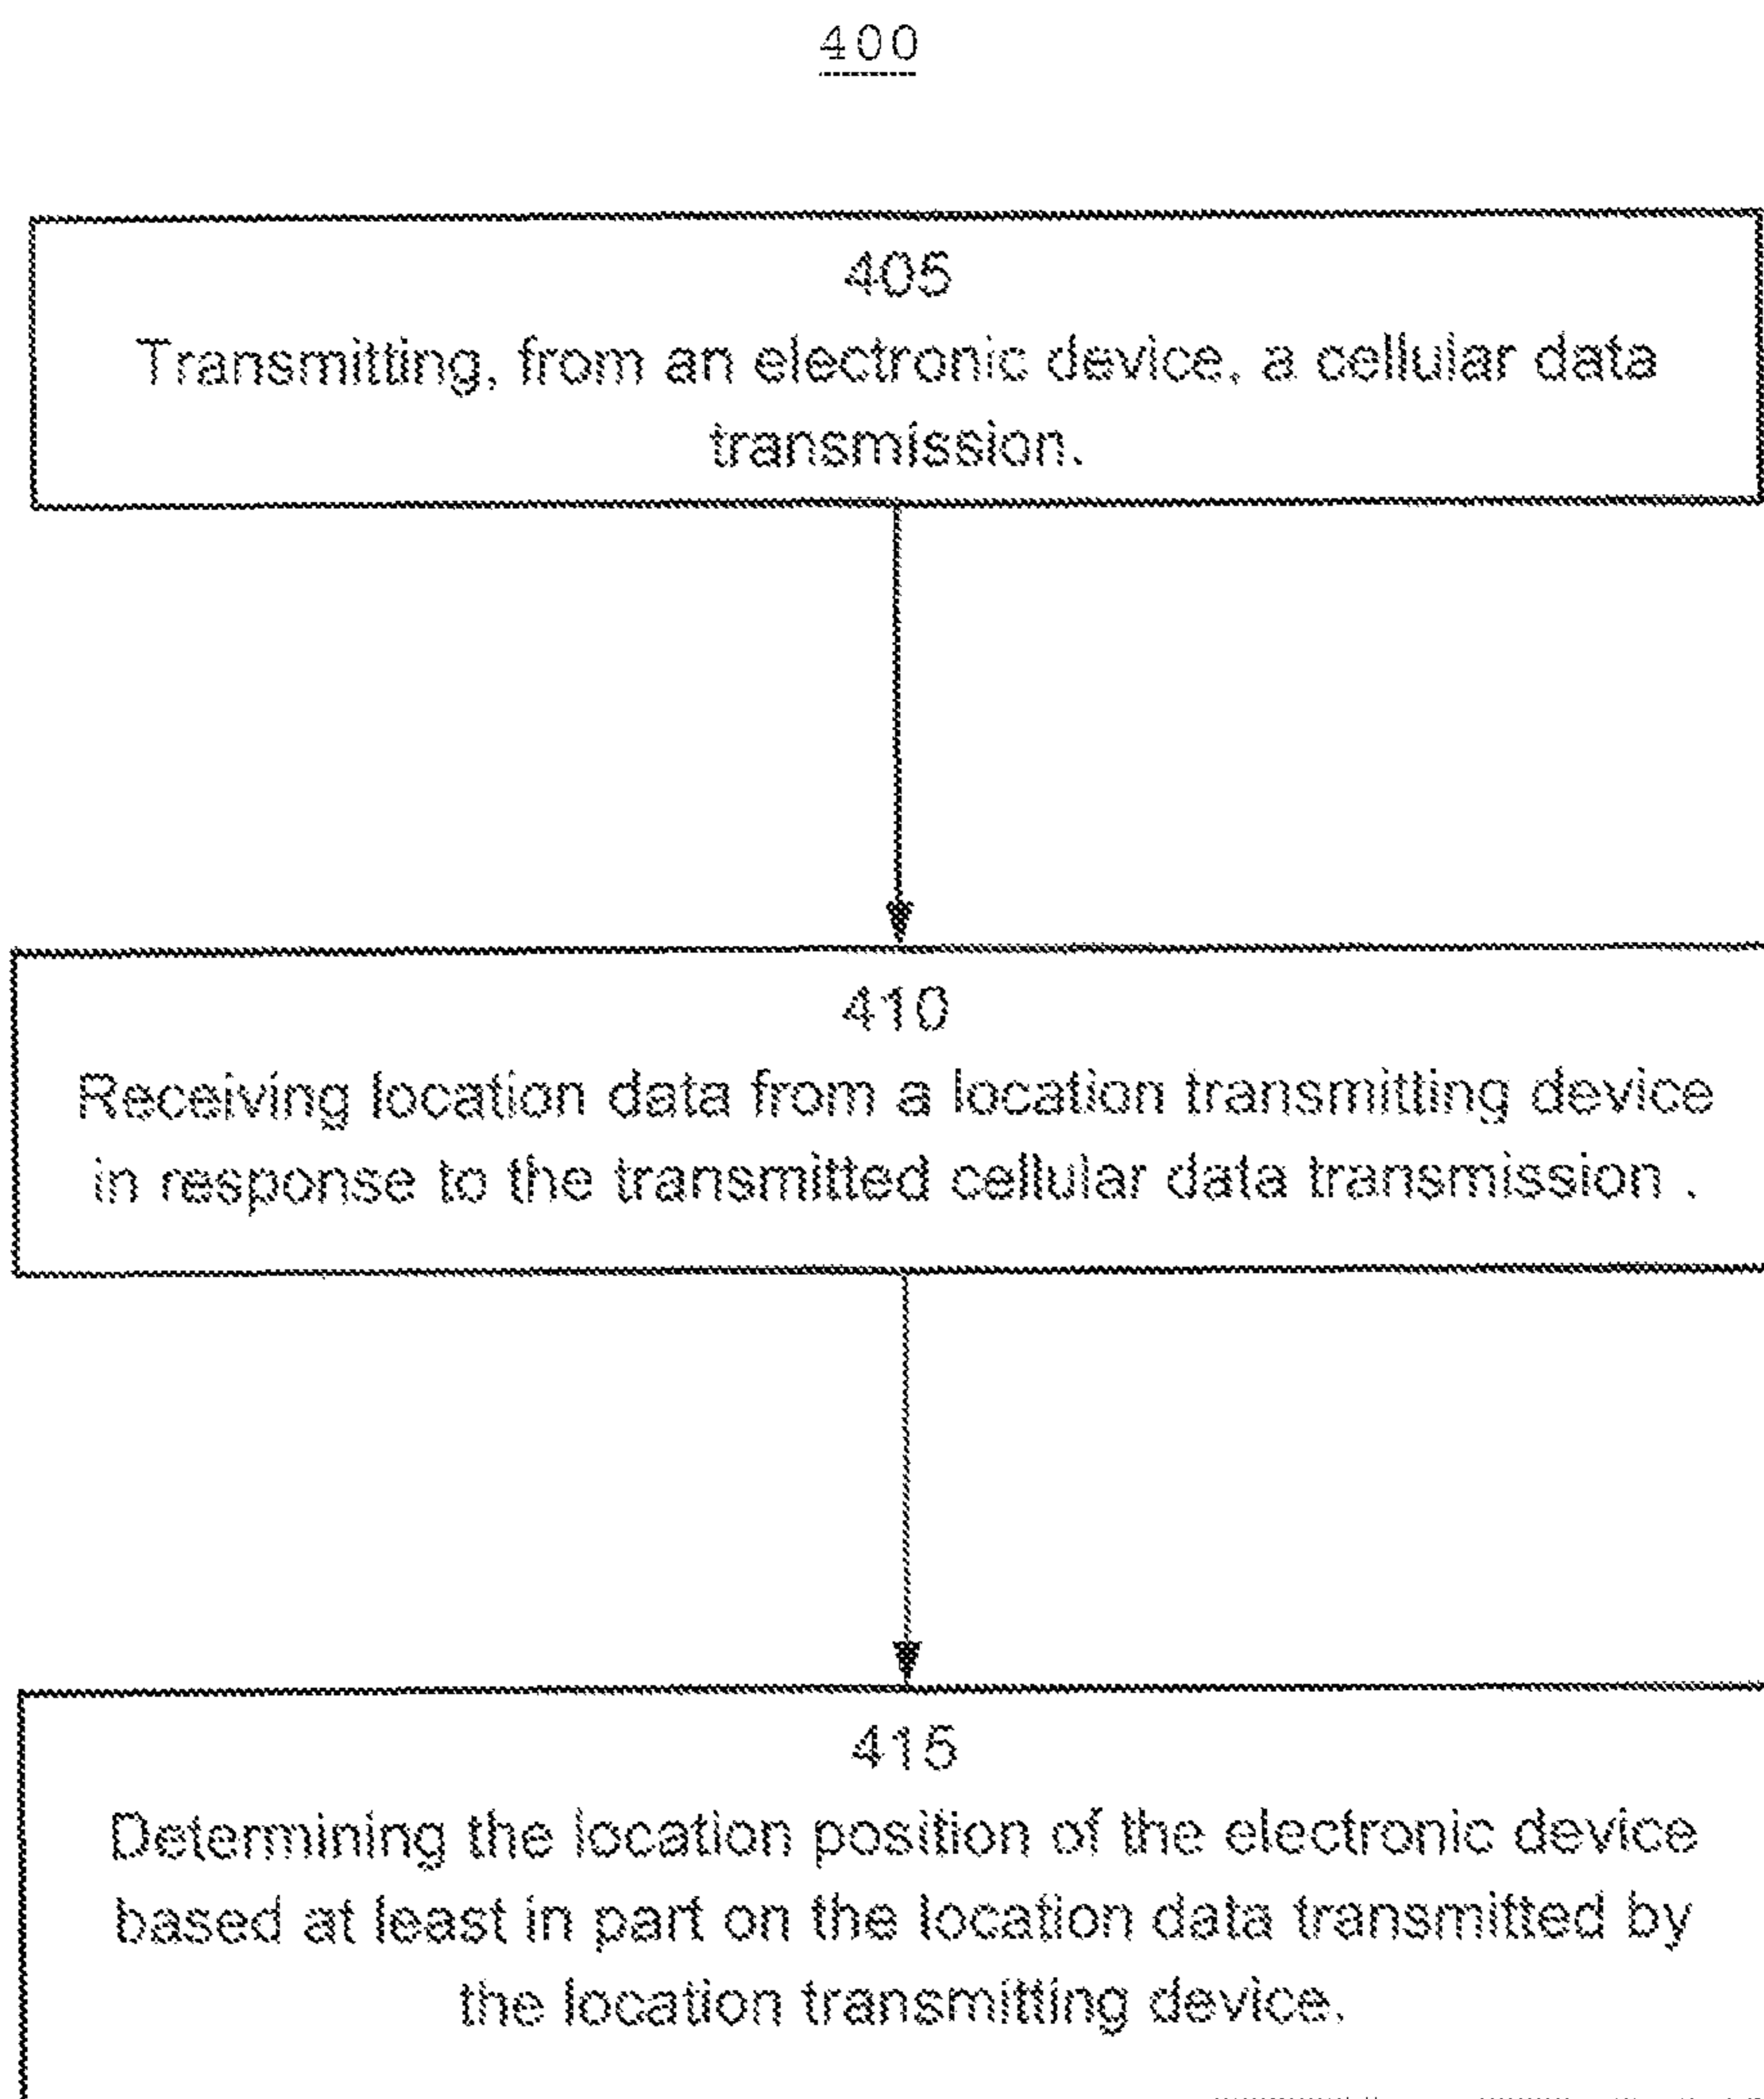 400
405
Transmitting, from an electronic device, a cellular data
transmission.
410
Receiving location data from a location transmitting device
in response to the transmitted cellular data transmission .
415
Determining the location position of the electronic device
based at least in part on the location data transmitted by
the location transmitting device.